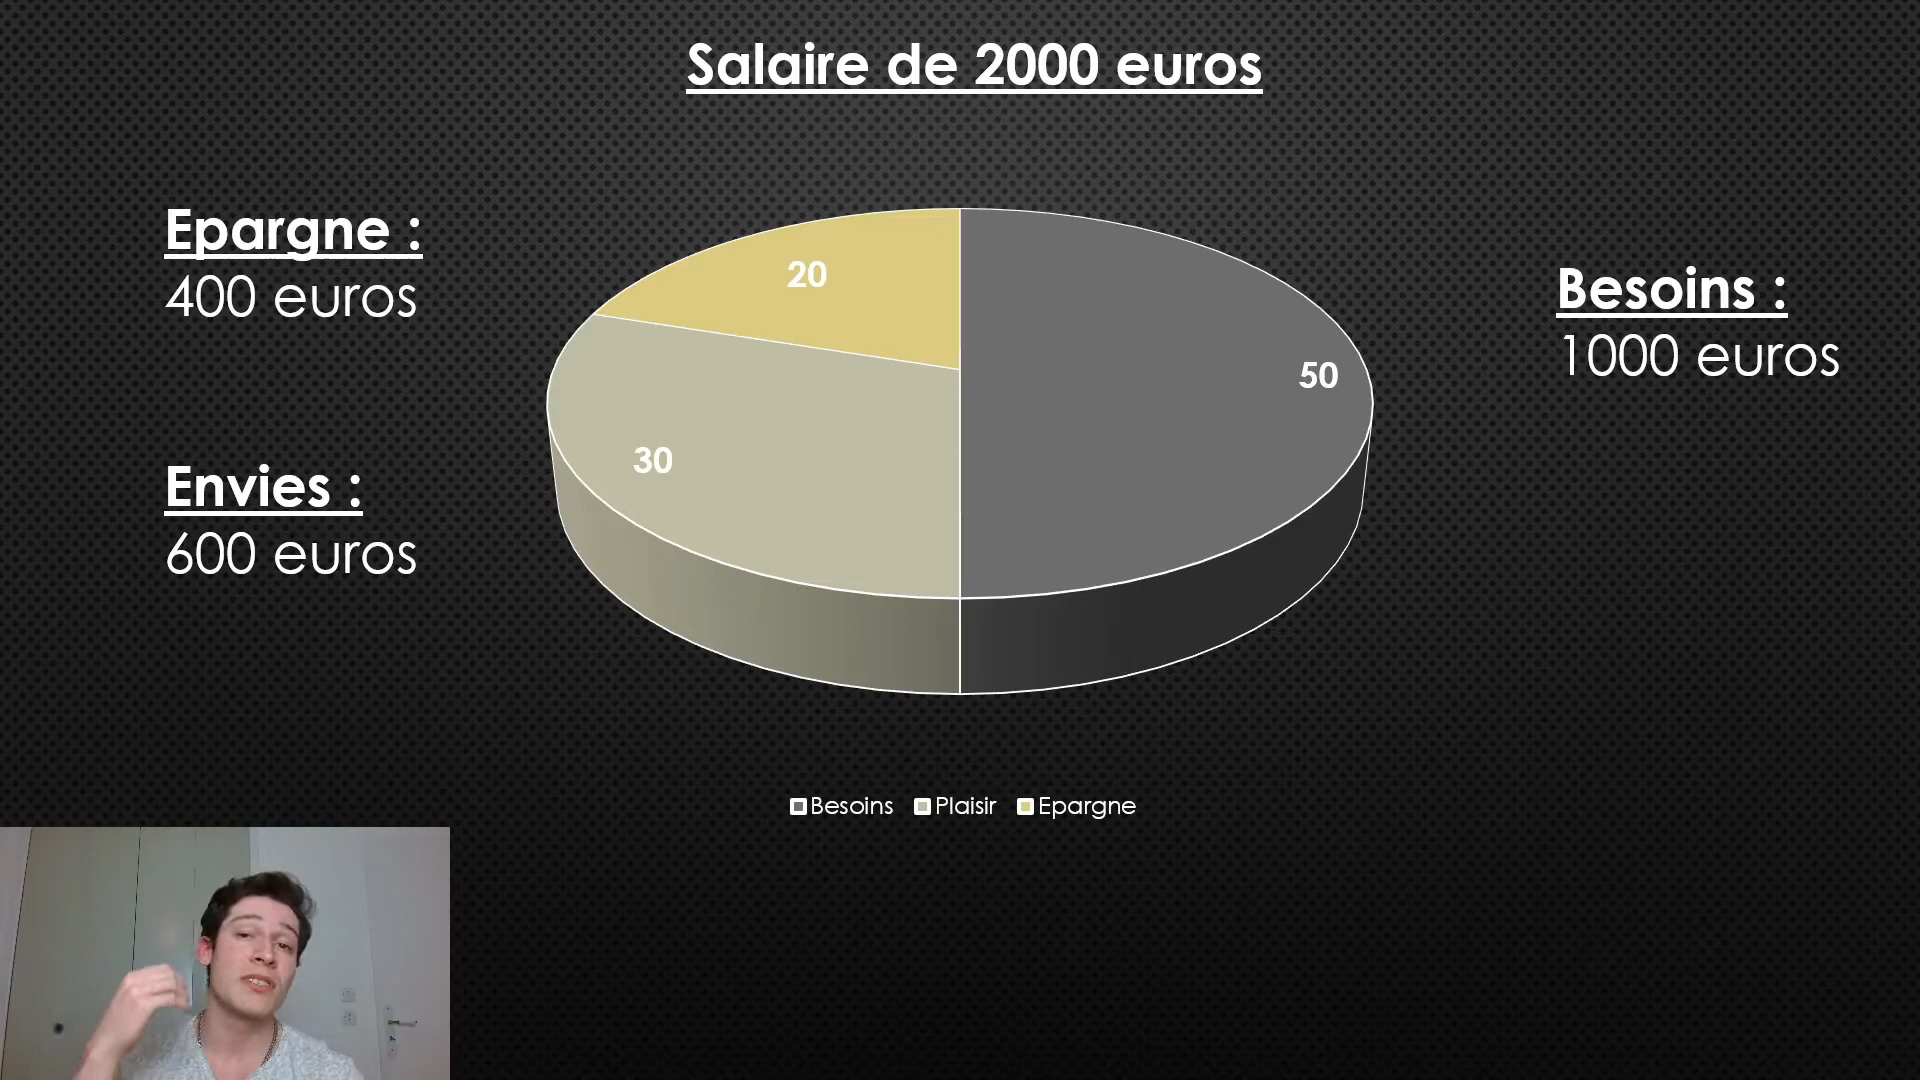 Salaire de 2000 euros
Epargne :
400 euros
Envies :
600 euros
20
30
50
Besoins :
1000 euros
Besoins Plaisir Epargne